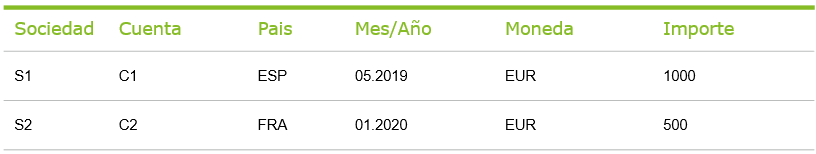 Sociedad Cuenta Pais Mes/Año Moneda Importe
S1 C1 ESP 05.2019 EUR 1000
S2 C2 FRA 01.2020 EUR 500